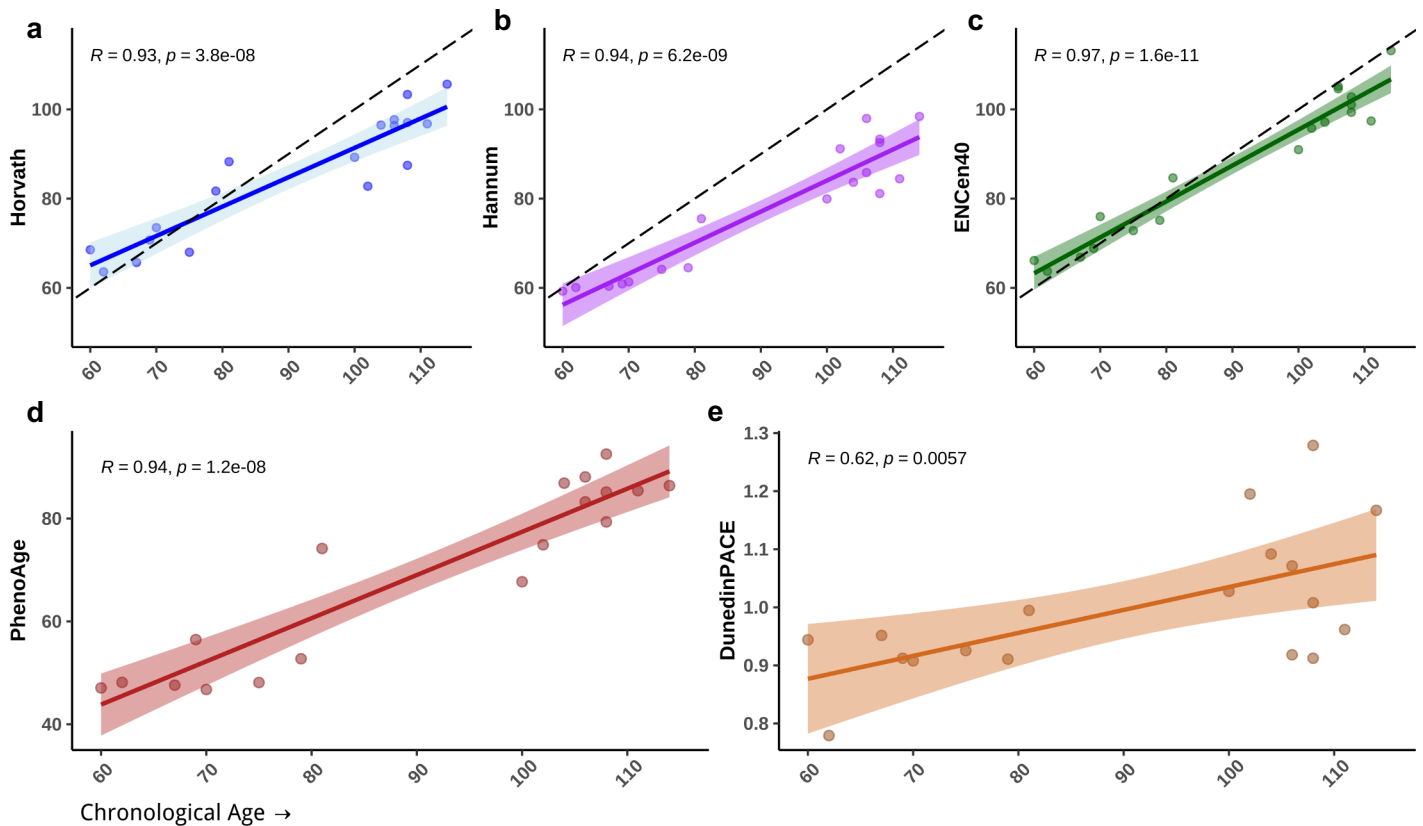 a
R = 0.93, p = 3.8e-08
Horvath
100
80
60
60 70 80 90 100 110
b
R = 0.94, p = 6.2e-09
Hannum
100
80
60
60 70 80 90 100 110
c
R = 0.97, p = 1.6e-11
ENCen40
100
80
60
60 70 80 90 100 110
d
R = 0.94, p = 1.2e-08
PhenoAge
80
60
40
60 70 80 90 100 110
e
R = 0.62, p = 0.0057
DunedinPACE
1.3
1.2
1.1
1.0
0.9
0.8
60 70 80 90 100 110
Chronological Age →